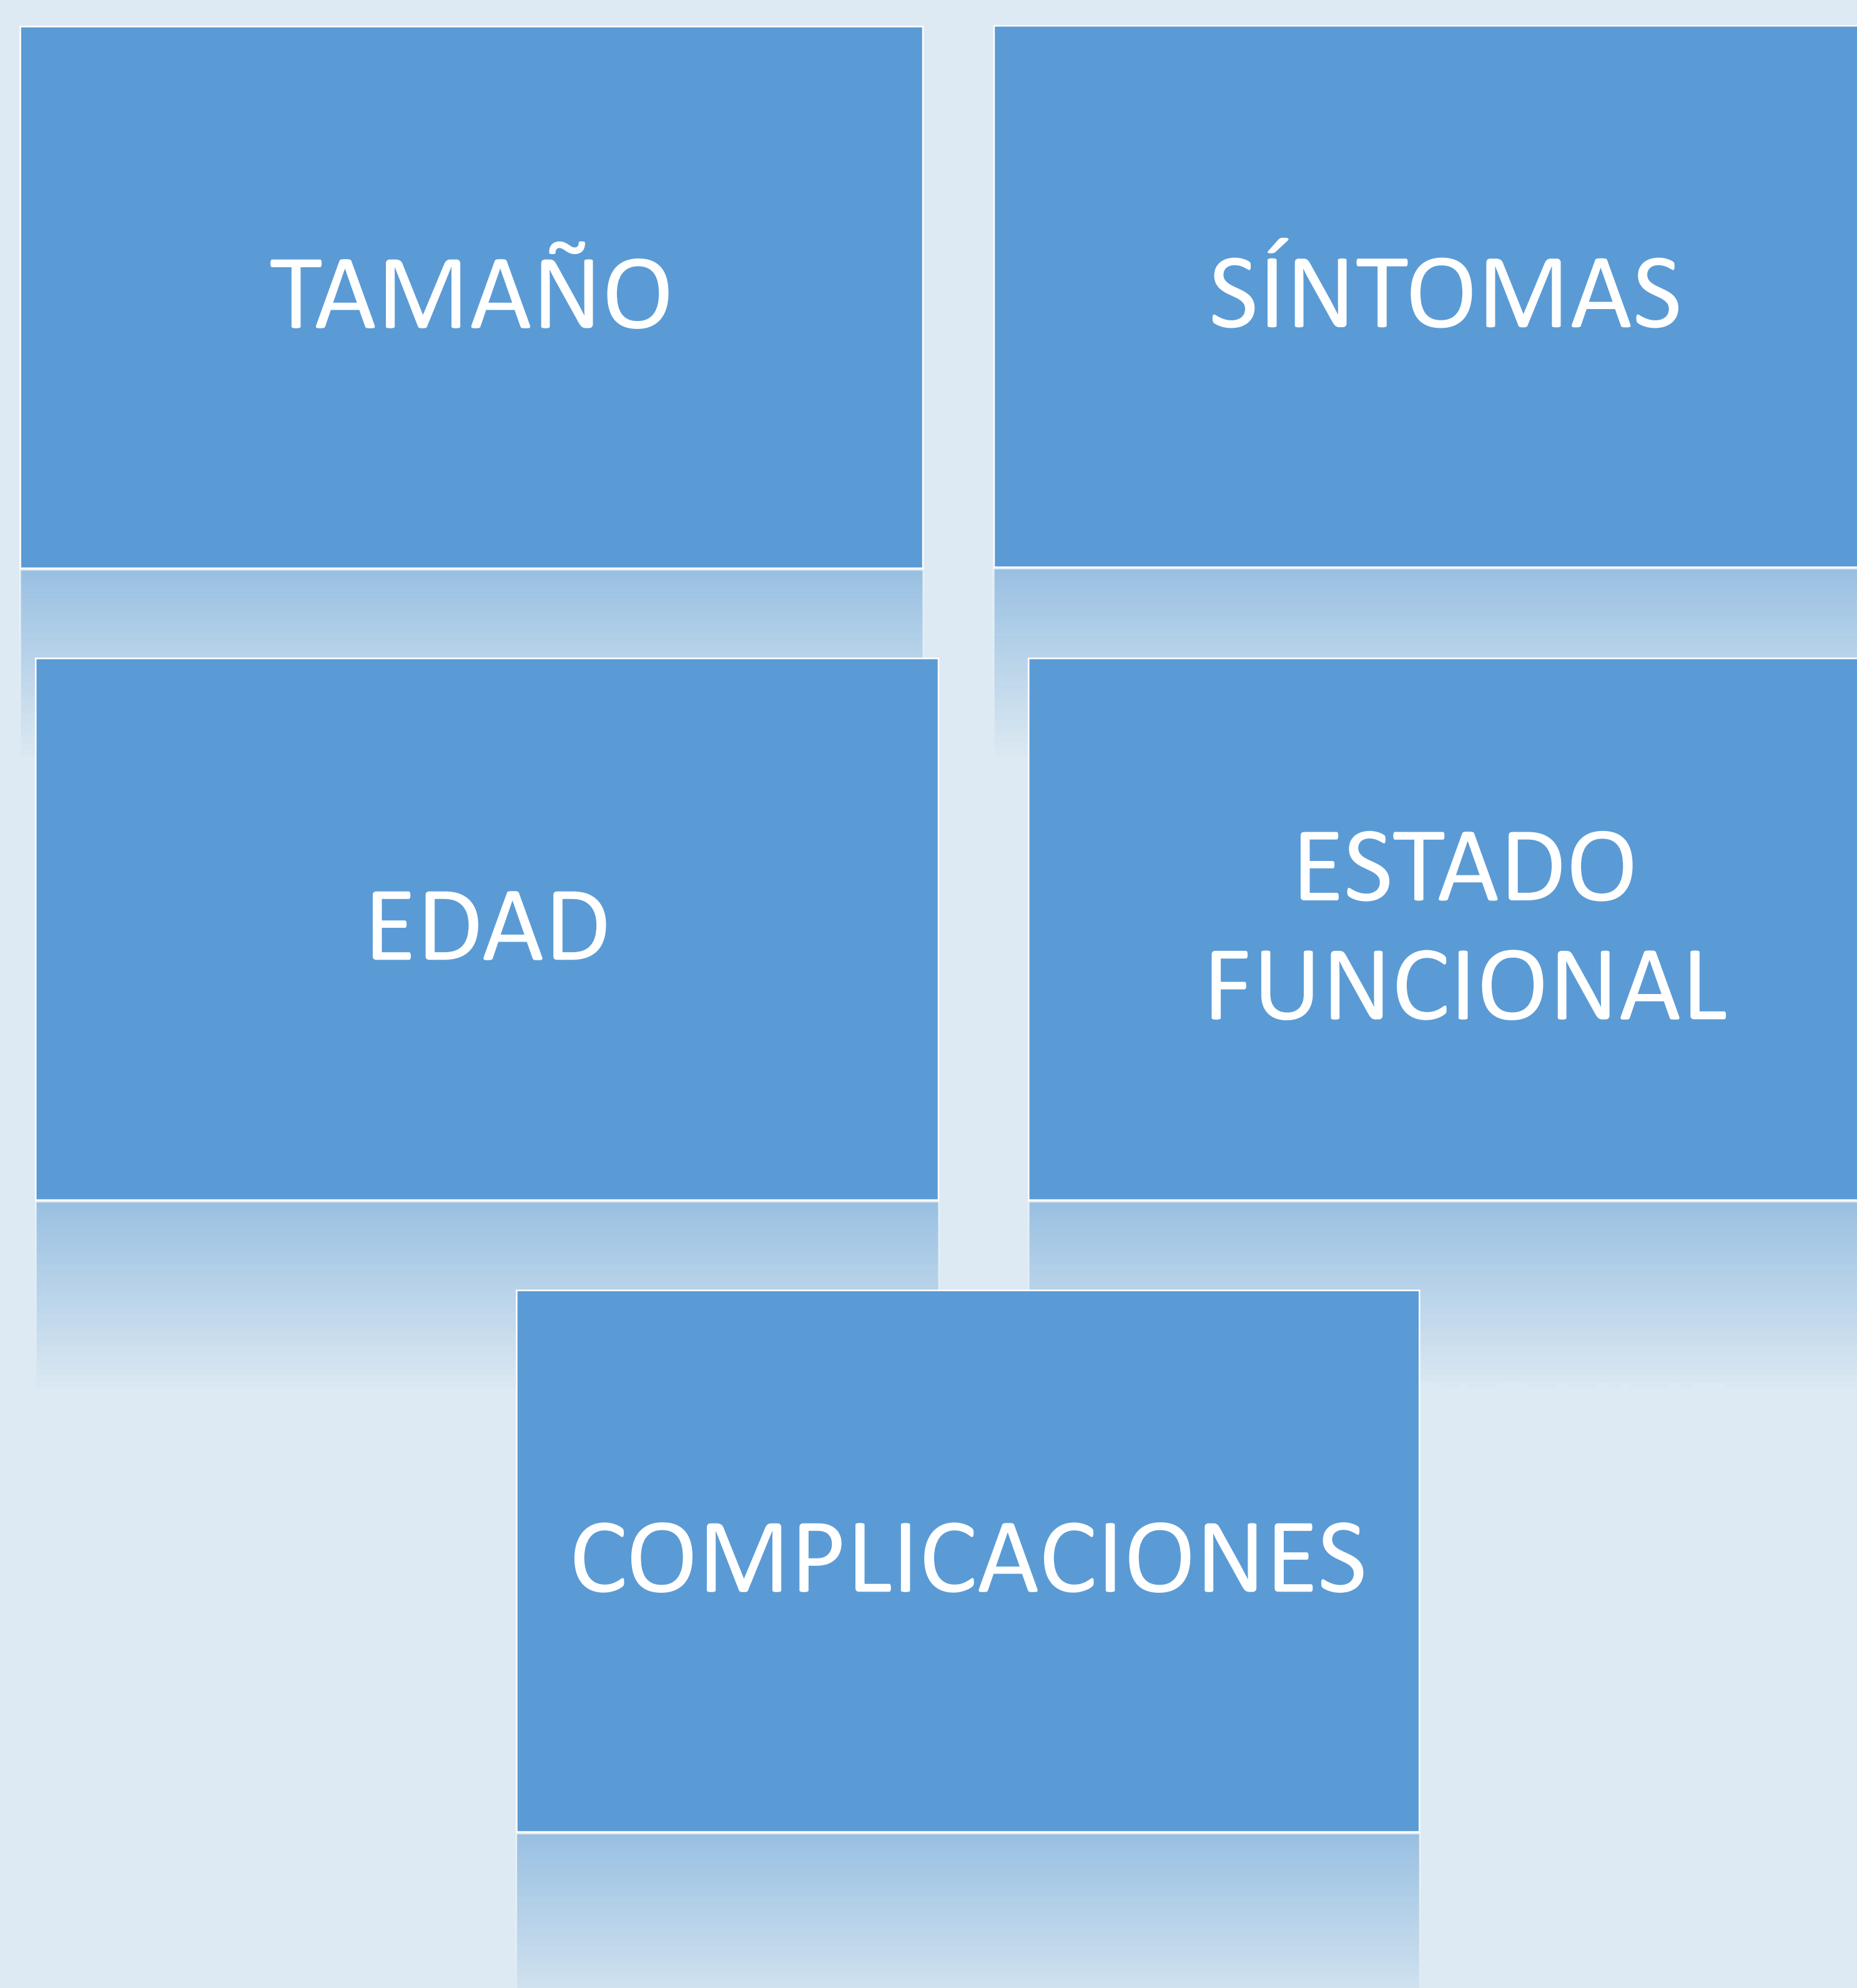 TAMAÑO
SÍNTOMAS
EDAD
ESTADO
FUNCIONAL
COMPLICACIONES